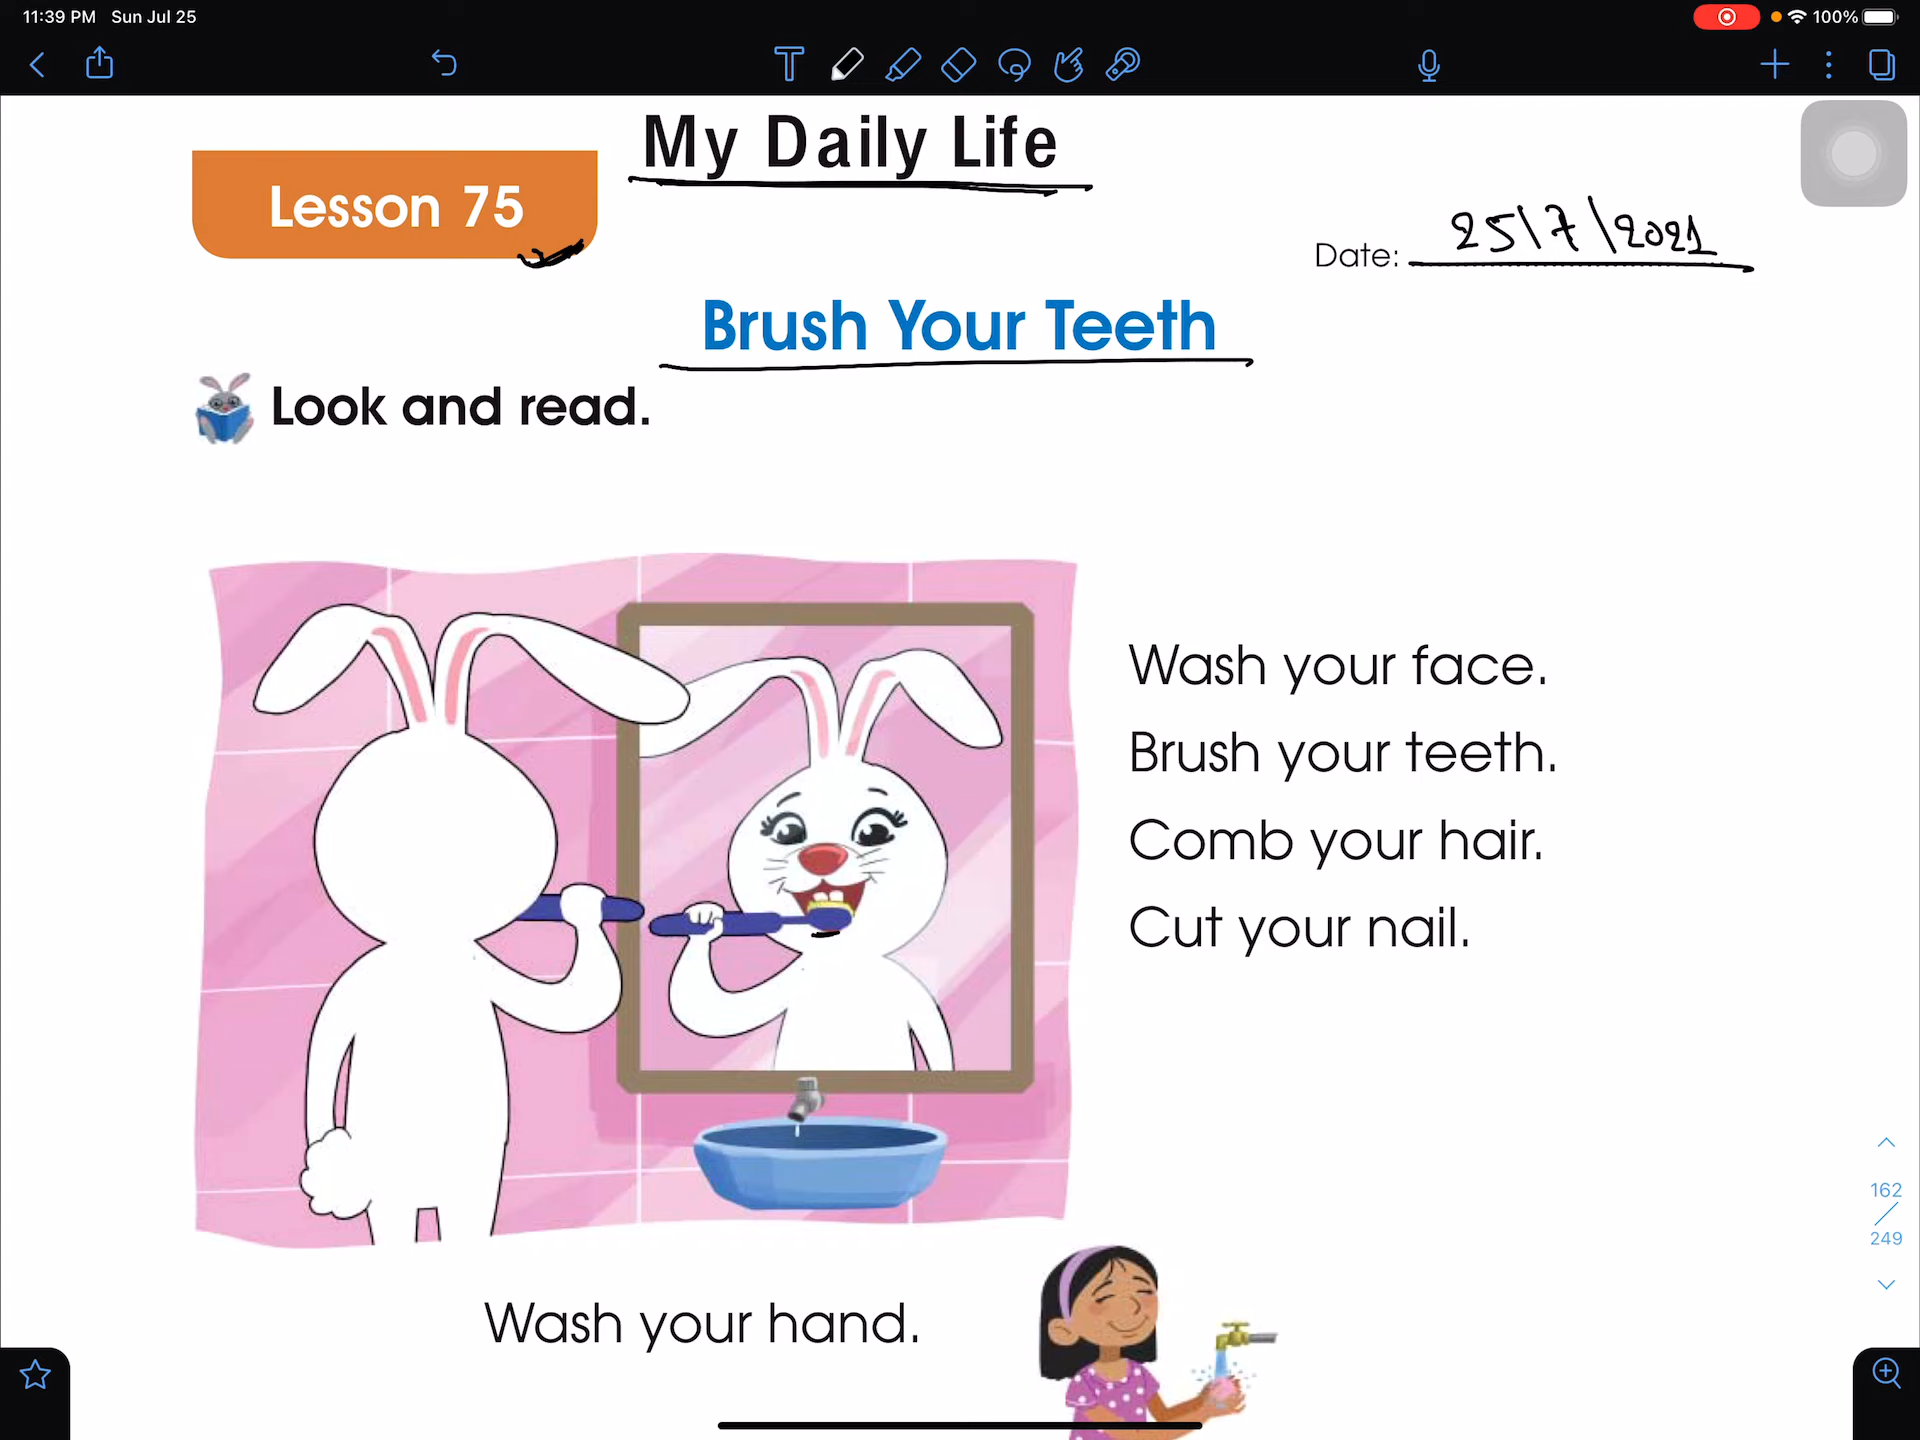 11:39 PM Sun Jul 25
100%
My Daily Life
Lesson 75
Date: 25/7/2021
Brush Your Teeth
Look and read.
Wash your face.
Brush your teeth.
Comb your hair.
Cut your nail.
162
/
249
Wash your hand.